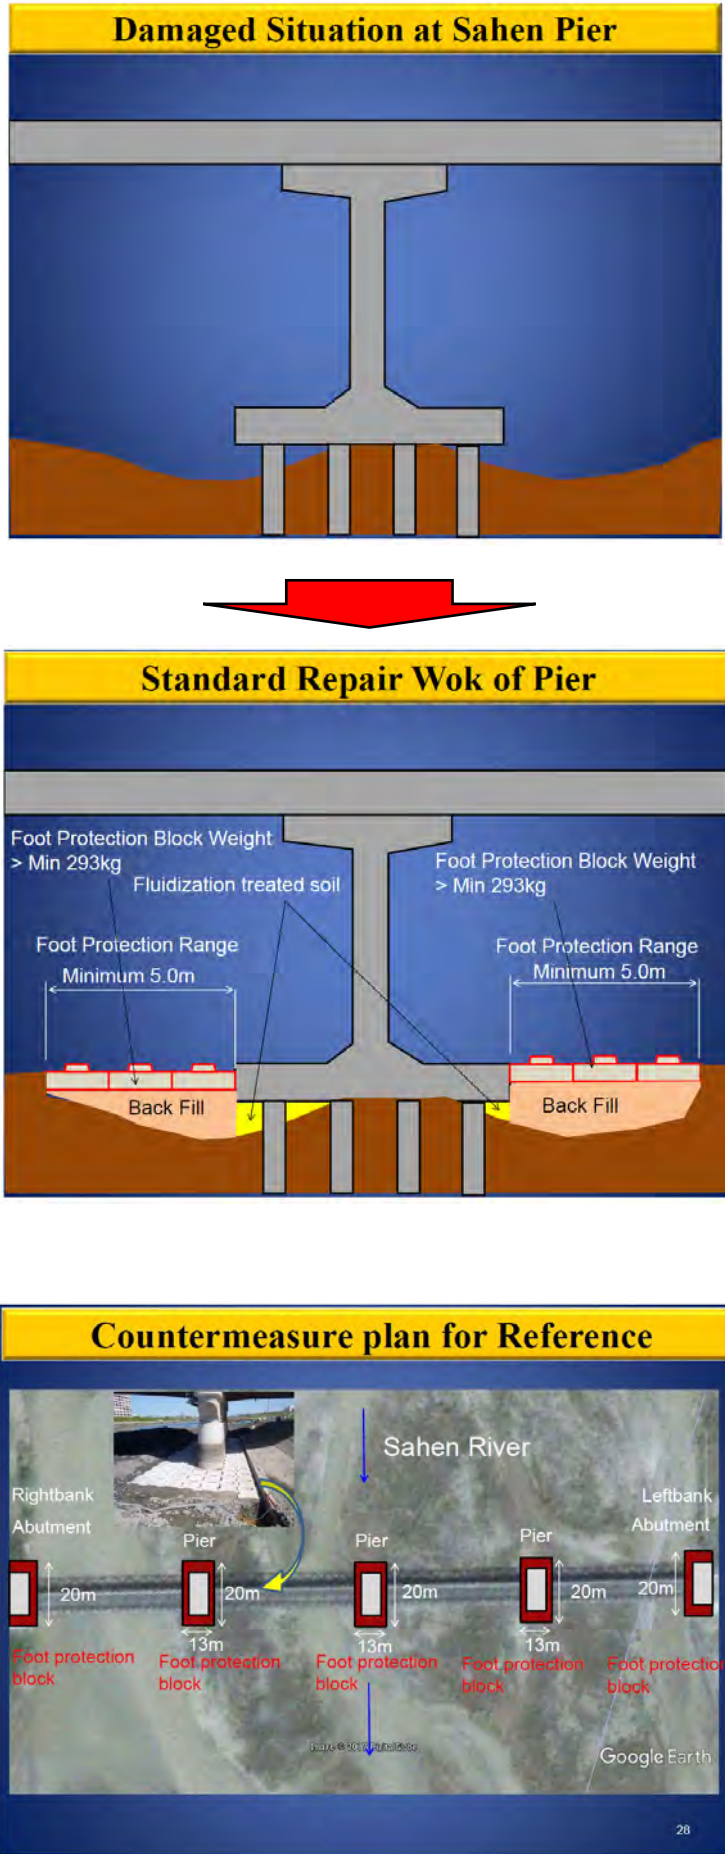 Damaged Situation at Sahen Pier
Standard Repair Wok of Pier
Foot Protection Block Weight
> Min 293kg
Fluidization treated soil
Foot Protection Block Weight
> Min 293kg
Foot Protection Range
Minimum 5.0m
Foot Protection Range
Minimum 5.0m
Back Fill
Back Fill
Countermeasure plan for Reference
Sahen River
Rightbank
Abutment
Leftbank
Abutment
Pier
Pier
Pier
20m
20m
20m
20m
20m
13m
13m
13m
Foot protection
block
Foot protection
block
Foot protection
block
Foot protection
block
Foot protection
block
Image © 2017 DigitalGlobe
Google Earth
28